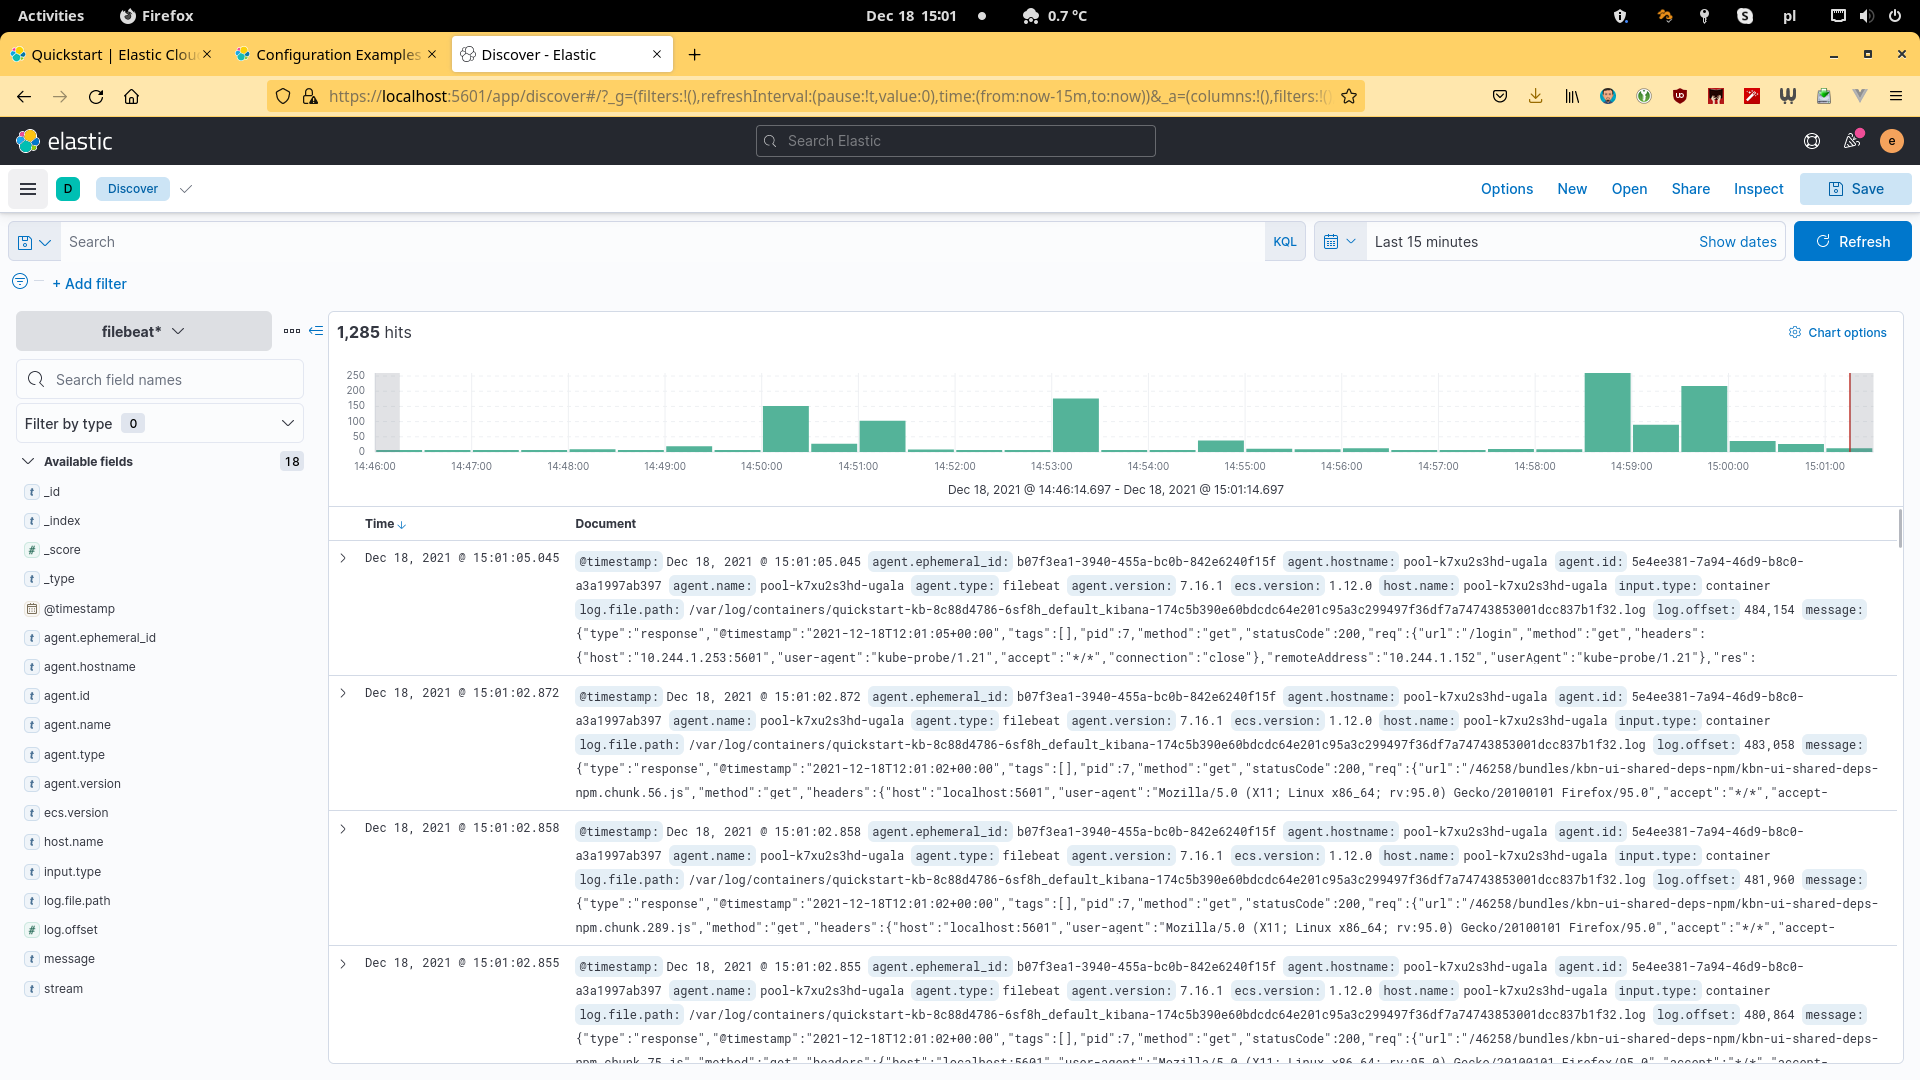 Activities Firefox Dec 18 15:01 0.7 °C pl
Quickstart | Elastic Clou × Configuration Examples × Discover - Elastic × +
https://localhost:5601/app/discover#/?_g=(filters:!(),refreshInterval:(pause:!t,value:0),time:(from:now-15m,to:now))&_a=(columns:!(),filters:!()
elastic Search Elastic e
D Discover Options New Open Share Inspect Save
Search KQL Last 15 minutes Show dates Refresh
+ Add filter
filebeat*
1,285 hits Chart options
Search field names
Filter by type 0
Available fields 18
_id
_index
_score
_type
@timestamp
agent.ephemeral_id
agent.hostname
agent.id
agent.name
agent.type
agent.version
ecs.version
host.name
input.type
log.file.path
log.offset
message
stream
250
200
150
100
50
0
14:46:00 14:47:00 14:48:00 14:49:00 14:50:00 14:51:00 14:52:00 14:53:00 14:54:00 14:55:00 14:56:00 14:57:00 14:58:00 14:59:00 15:00:00 15:01:00
Dec 18, 2021 @ 14:46:14.697 - Dec 18, 2021 @ 15:01:14.697
Time Document
Dec 18, 2021 @ 15:01:05.045 @timestamp: Dec 18, 2021 @ 15:01:05.045 agent.ephemeral_id: b07f3ea1-3940-455a-bc0b-842e6240f15f agent.hostname: pool-k7xu2s3hd-ugala agent.id: 5e4ee381-7a94-46d9-b8c0-
a3a1997ab397 agent.name: pool-k7xu2s3hd-ugala agent.type: filebeat agent.version: 7.16.1 ecs.version: 1.12.0 host.name: pool-k7xu2s3hd-ugala input.type: container
log.file.path: /var/log/containers/quickstart-kb-8c88d4786-6sf8h_default_kibana-174c5b390e60bdcdc64e201c95a3c299497f36df7a74743853001dcc837b1f32.log log.offset: 484,154 message:
{"type":"response","@timestamp":"2021-12-18T12:01:05+00:00","tags":[],"pid":7,"method":"get","statusCode":200,"req":{"url":"/login","method":"get","headers":
{"host":"10.244.1.253:5601","user-agent":"kube-probe/1.21","accept":"*/*","connection":"close"},"remoteAddress":"10.244.1.152","userAgent":"kube-probe/1.21"},"res":
Dec 18, 2021 @ 15:01:02.872 @timestamp: Dec 18, 2021 @ 15:01:02.872 agent.ephemeral_id: b07f3ea1-3940-455a-bc0b-842e6240f15f agent.hostname: pool-k7xu2s3hd-ugala agent.id: 5e4ee381-7a94-46d9-b8c0-
a3a1997ab397 agent.name: pool-k7xu2s3hd-ugala agent.type: filebeat agent.version: 7.16.1 ecs.version: 1.12.0 host.name: pool-k7xu2s3hd-ugala input.type: container
log.file.path: /var/log/containers/quickstart-kb-8c88d4786-6sf8h_default_kibana-174c5b390e60bdcdc64e201c95a3c299497f36df7a74743853001dcc837b1f32.log log.offset: 483,058 message:
{"type":"response","@timestamp":"2021-12-18T12:01:02+00:00","tags":[],"pid":7,"method":"get","statusCode":200,"req":{"url":"/46258/bundles/kbn-ui-shared-deps-npm/kbn-ui-shared-deps-
npm.chunk.56.js","method":"get","headers":{"host":"localhost:5601","user-agent":"Mozilla/5.0 (X11; Linux x86_64; rv:95.0) Gecko/20100101 Firefox/95.0","accept":"*/*","accept-
Dec 18, 2021 @ 15:01:02.858 @timestamp: Dec 18, 2021 @ 15:01:02.858 agent.ephemeral_id: b07f3ea1-3940-455a-bc0b-842e6240f15f agent.hostname: pool-k7xu2s3hd-ugala agent.id: 5e4ee381-7a94-46d9-b8c0-
a3a1997ab397 agent.name: pool-k7xu2s3hd-ugala agent.type: filebeat agent.version: 7.16.1 ecs.version: 1.12.0 host.name: pool-k7xu2s3hd-ugala input.type: container
log.file.path: /var/log/containers/quickstart-kb-8c88d4786-6sf8h_default_kibana-174c5b390e60bdcdc64e201c95a3c299497f36df7a74743853001dcc837b1f32.log log.offset: 481,960 message:
{"type":"response","@timestamp":"2021-12-18T12:01:02+00:00","tags":[],"pid":7,"method":"get","statusCode":200,"req":{"url":"/46258/bundles/kbn-ui-shared-deps-npm/kbn-ui-shared-deps-
npm.chunk.289.js","method":"get","headers":{"host":"localhost:5601","user-agent":"Mozilla/5.0 (X11; Linux x86_64; rv:95.0) Gecko/20100101 Firefox/95.0","accept":"*/*","accept-
Dec 18, 2021 @ 15:01:02.855 @timestamp: Dec 18, 2021 @ 15:01:02.855 agent.ephemeral_id: b07f3ea1-3940-455a-bc0b-842e6240f15f agent.hostname: pool-k7xu2s3hd-ugala agent.id: 5e4ee381-7a94-46d9-b8c0-
a3a1997ab397 agent.name: pool-k7xu2s3hd-ugala agent.type: filebeat agent.version: 7.16.1 ecs.version: 1.12.0 host.name: pool-k7xu2s3hd-ugala input.type: container
log.file.path: /var/log/containers/quickstart-kb-8c88d4786-6sf8h_default_kibana-174c5b390e60bdcdc64e201c95a3c299497f36df7a74743853001dcc837b1f32.log log.offset: 480,864 message:
{"type":"response","@timestamp":"2021-12-18T12:01:02+00:00","tags":[],"pid":7,"method":"get","statusCode":200,"req":{"url":"/46258/bundles/kbn-ui-shared-deps-npm/kbn-ui-shared-deps-
npm.chunk.75.js","method":"get","headers":{"host":"localhost:5601","user-agent":"Mozilla/5.0 (X11; Linux x86_64; rv:95.0) Gecko/20100101 Firefox/95.0","accept":"*/*","accept-